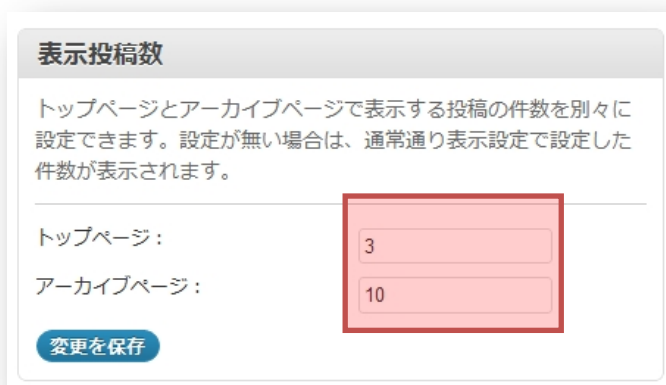 表示投稿数
トップページとアーカイブページで表示する投稿の件数を別々に
設定できます。設定が無い場合は、通常通り表示設定で設定した
件数が表示されます。
トップページ：
3
アーカイブページ：
10
変更を保存